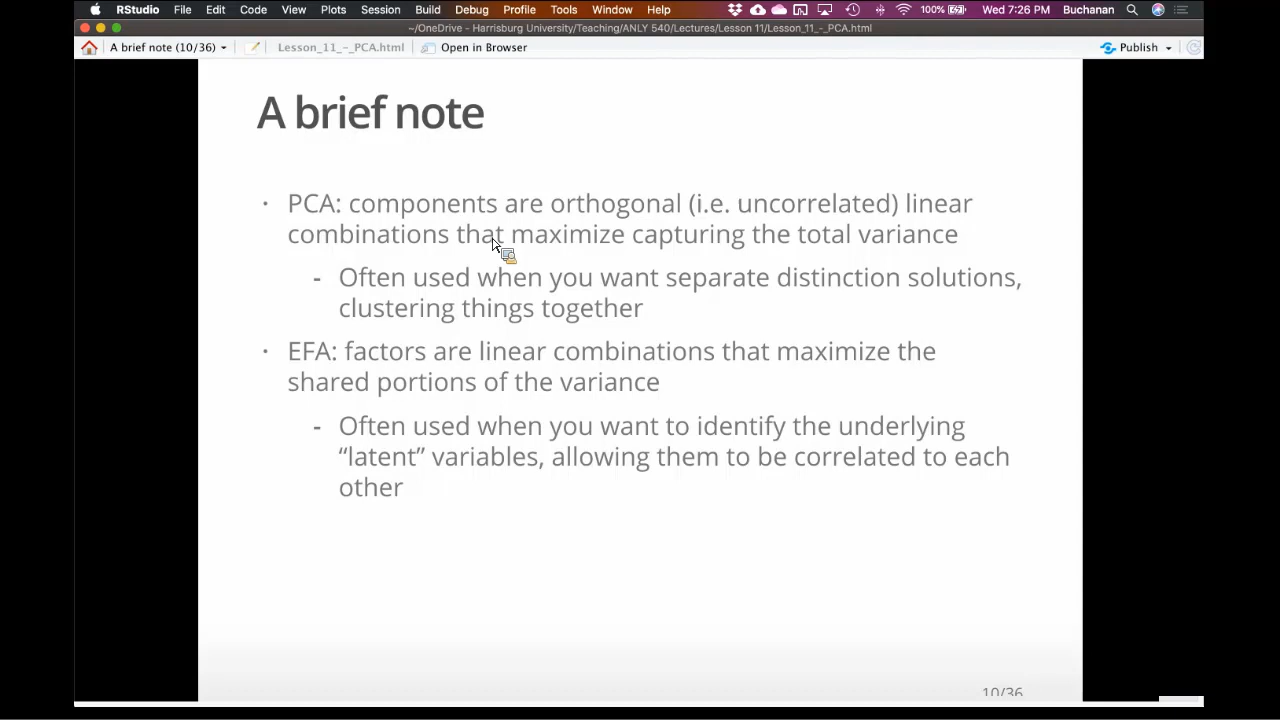 RStudio File Edit Code View Plots Session Build Debug Profile Tools Window Help 100% Wed 7:26 PM Buchanan
~/OneDrive - Harrisburg University/Teaching/ANLY 540/Lectures/Lesson 11/Lesson_11_-_PCA.html
A brief note (10/36) Lesson_11_-_PCA.html Open in Browser Publish
A brief note
· PCA: components are orthogonal (i.e. uncorrelated) linear
combinations that maximize capturing the total variance
- Often used when you want separate distinction solutions,
clustering things together
· EFA: factors are linear combinations that maximize the
shared portions of the variance
- Often used when you want to identify the underlying
“latent” variables, allowing them to be correlated to each
other
10/36